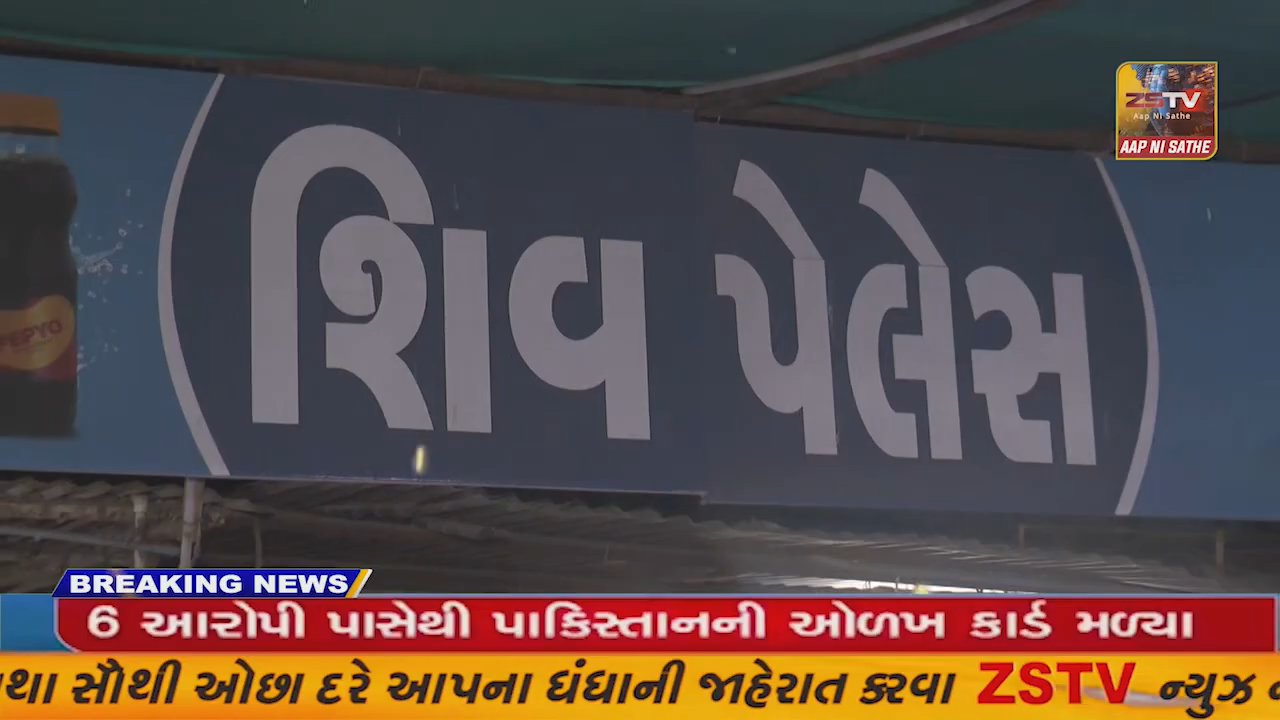 ZSTV
Aap Ni Sathe
AAP NI SATHE
શિવ પેલેસ
FEPYO
BREAKING NEWS
6 આરોપી પાસેથી પાકિસ્તાનની ઓળખ કાર્ડ મળ્યા
સૌથી ઓછા દરે આપના ધંધાની જાહેરાત કરવા ZSTV ન્યુઝ